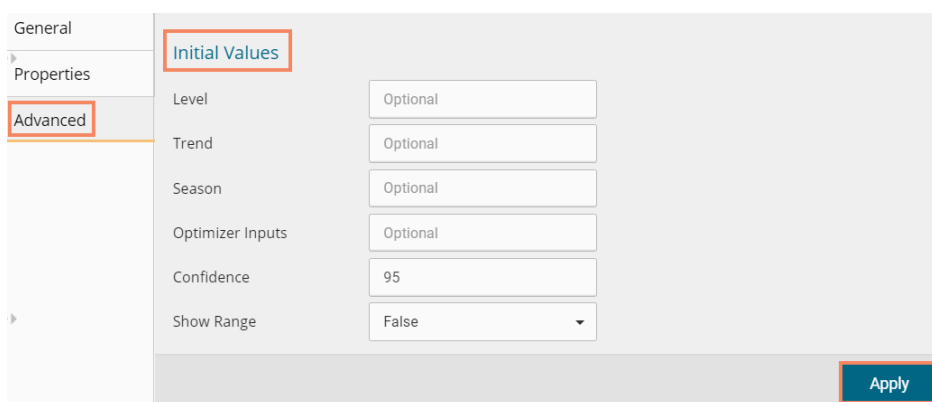 General
Properties
Advanced
Initial Values
Level Optional
Trend Optional
Season Optional
Optimizer Inputs Optional
Confidence 95
Show Range False
Apply